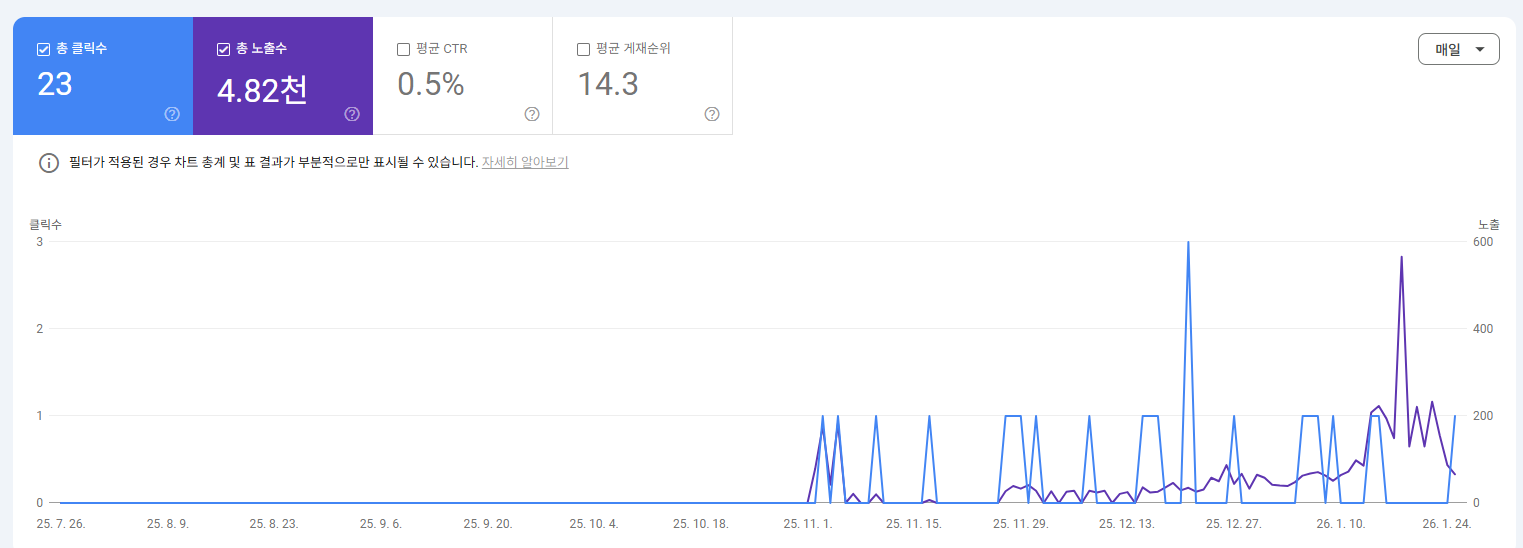 총 클릭수
23
총 노출수
4.82천
평균 CTR
0.5%
평균 게재순위
14.3
매일
필터가 적용된 경우 차트 총계 및 표 결과가 부분적으로만 표시될 수 있습니다. 자세히 알아보기
클릭수 노출
3 600
2 400
1 200
0 0
25. 7. 26. 25. 8. 9. 25. 8. 23. 25. 9. 6. 25. 9. 20. 25. 10. 4. 25. 10. 18. 25. 11. 1. 25. 11. 15. 25. 11. 29. 25. 12. 13. 25. 12. 27. 26. 1. 10. 26. 1. 24.